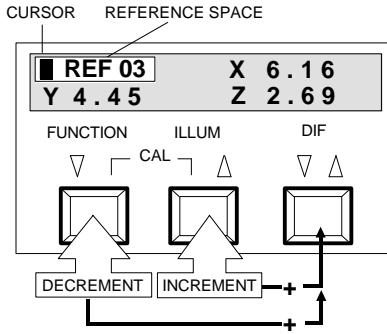 CURSOR REFERENCE SPACE
REF 03 X 6.16
Y 4.45 Z 2.69
FUNCTION ILLUM DIF
CAL
DECREMENT INCREMENT +
+